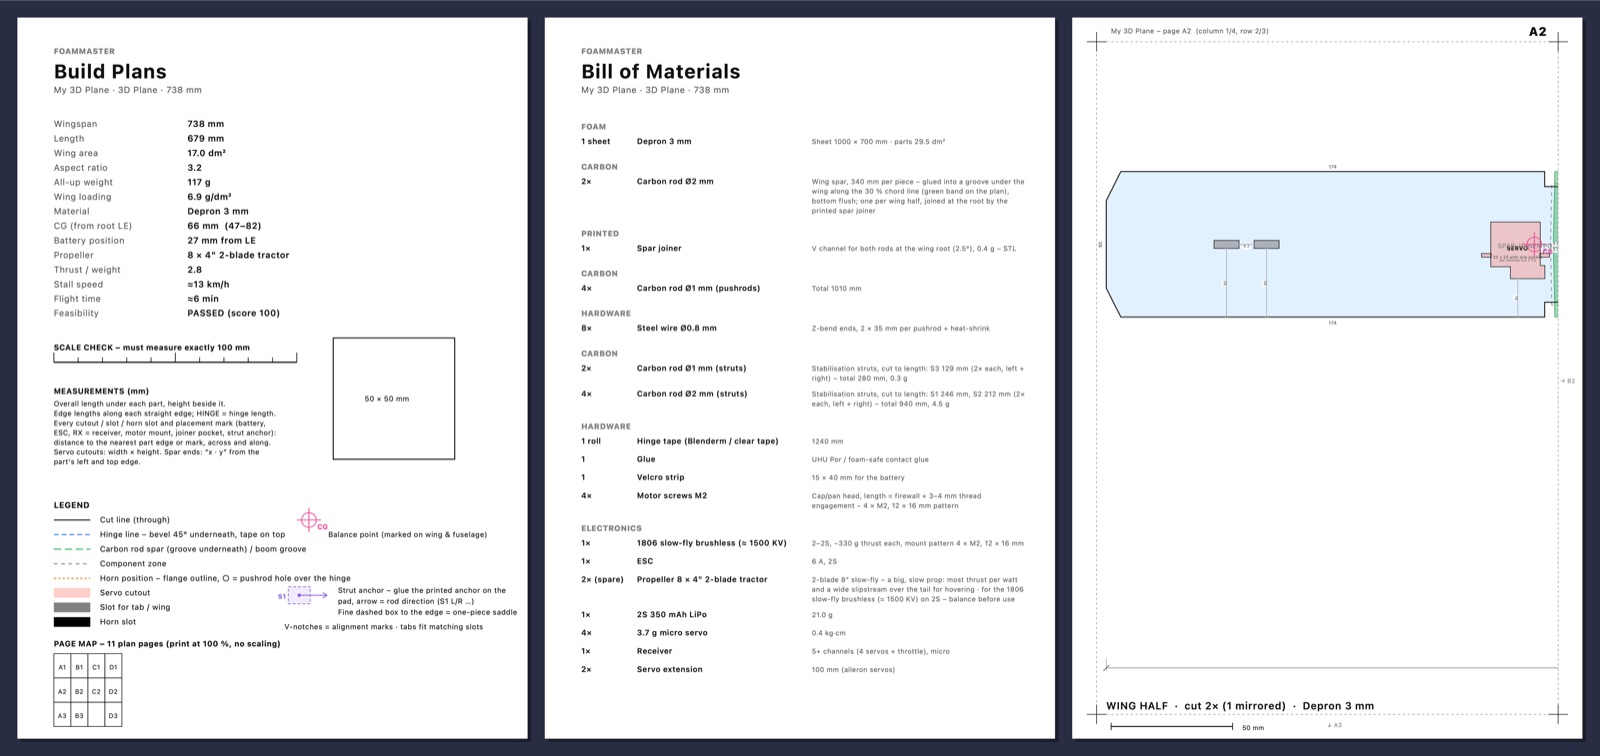 FOAMMASTER
Build Plans
My 3D Plane · 3D Plane · 738 mm
Wingspan 738 mm
Length 679 mm
Wing area 17.0 dm²
Aspect ratio 3.2
All-up weight 117 g
Wing loading 6.9 g/dm²
Material Depron 3 mm
CG (from root LE) 66 mm (47–82)
Battery position 27 mm from LE
Propeller 8 × 4" 2-blade tractor
Thrust / weight 2.8
Stall speed ≈13 km/h
Flight time ≈6 min
Feasibility PASSED (score 100)
SCALE CHECK – must measure exactly 100 mm
50 × 50 mm
MEASUREMENTS (mm)
Overall length under each part, height beside it.
Edge lengths along each straight edge; HINGE = hinge length.
Every cutout / slot / horn slot and placement mark (battery,
ESC, RX = receiver, motor mount, joiner pocket, strut anchor):
distance to the nearest part edge or mark, across and along.
Servo cutouts: width × height. Spar ends: "x · y" from the
part's left and top edge.
LEGEND
Cut line (through)
Hinge line – bevel 45° underneath, tape on top
Carbon rod spar (groove underneath) / boom groove
Component zone
Horn position – flange outline, O = pushrod hole over the hinge
Servo cutout
Slot for tab / wing
Horn slot
CG
Balance point (marked on wing & fuselage)
S1
Strut anchor – glue the printed anchor on the
pad, arrow = rod direction (S1 L/R ...)
Fine dashed box to the edge = one-piece saddle
V-notches = alignment marks · tabs fit matching slots
PAGE MAP – 11 plan pages (print at 100 %, no scaling)
A1 B1 C1 D1
A2 B2 C2 D2
A3 B3 D3
FOAMMASTER
Bill of Materials
My 3D Plane · 3D Plane · 738 mm
FOAM
1 sheet Depron 3 mm Sheet 1000 × 700 mm · parts 29.5 dm²
CARBON
2× Carbon rod Ø2 mm Wing spar, 340 mm per piece – glued into a groove under the
wing along the 30 % chord line (green band on the plan),
bottom flush; one per wing half, joined at the root by the
printed spar joiner
PRINTED
1× Spar joiner V channel for both rods at the wing root (2.5°), 0.4 g – STL
CARBON
4× Carbon rod Ø1 mm (pushrods) Total 1010 mm
HARDWARE
8× Steel wire Ø0.8 mm Z-bend ends, 2 × 35 mm per pushrod + heat-shrink
CARBON
2× Carbon rod Ø1 mm (struts) Stabilisation struts, cut to length: S3 129 mm (2× each, left +
right) – total 280 mm, 0.3 g
4× Carbon rod Ø2 mm (struts) Stabilisation struts, cut to length: S1 246 mm, S2 212 mm (2×
each, left + right) – total 940 mm, 4.5 g
HARDWARE
1 roll Hinge tape (Blenderm / clear tape) 1240 mm
1 Glue UHU Por / foam-safe contact glue
1 Velcro strip 15 × 40 mm for the battery
4× Motor screws M2 Cap/pan head, length = firewall + 3–4 mm thread
engagement – 4 × M2, 12 × 16 mm pattern
ELECTRONICS
1× 1806 slow-fly brushless (≈ 1500 KV) 2–2S, ~330 g thrust each, mount pattern 4 × M2, 12 × 16 mm
1× ESC 6 A, 2S
2× (spare) Propeller 8 × 4" 2-blade tractor 2-blade 8" slow-fly – a big, slow prop: most thrust per watt
and a wide slipstream over the tail for hovering · for the 1806
slow-fly brushless (≈ 1500 KV) on 2S – balance before use
1× 2S 350 mAh LiPo 21.0 g
4× 3.7 g micro servo 0.4 kg·cm
1× Receiver 5+ channels (4 servos + throttle), micro
2× Servo extension 100 mm (aileron servos)
My 3D Plane – page A2 (column 1/4, row 2/3)
A2
174
SERVO
174
→ B2
WING HALF · cut 2× (1 mirrored) · Depron 3 mm
50 mm
↓ A3